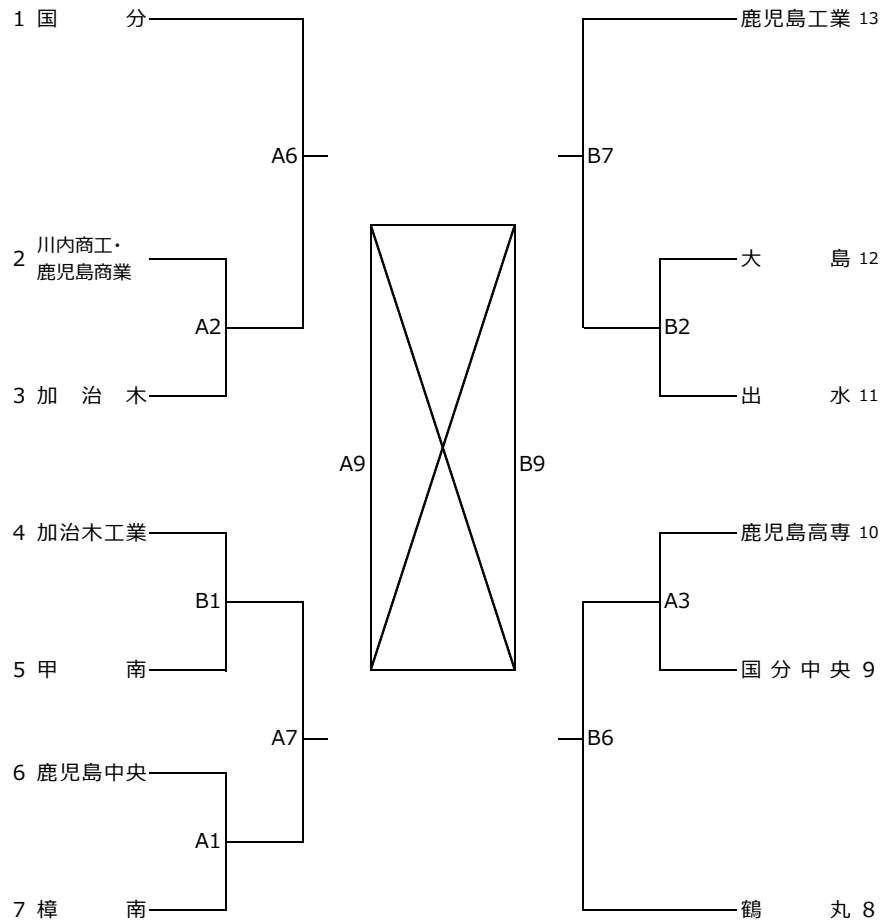 1 国 分
A6
2 川内商工・
鹿児島商業
A2
3 加 治 木
4 加治木工業
B1
5 甲 南
A7
6 鹿児島中央
A1
7 樟 南
A9
B9
鹿児島工業 13
B7
大 島 12
B2
出 水 11
鹿児島高専 10
A3
国分中央 9
B6
鶴 丸 8